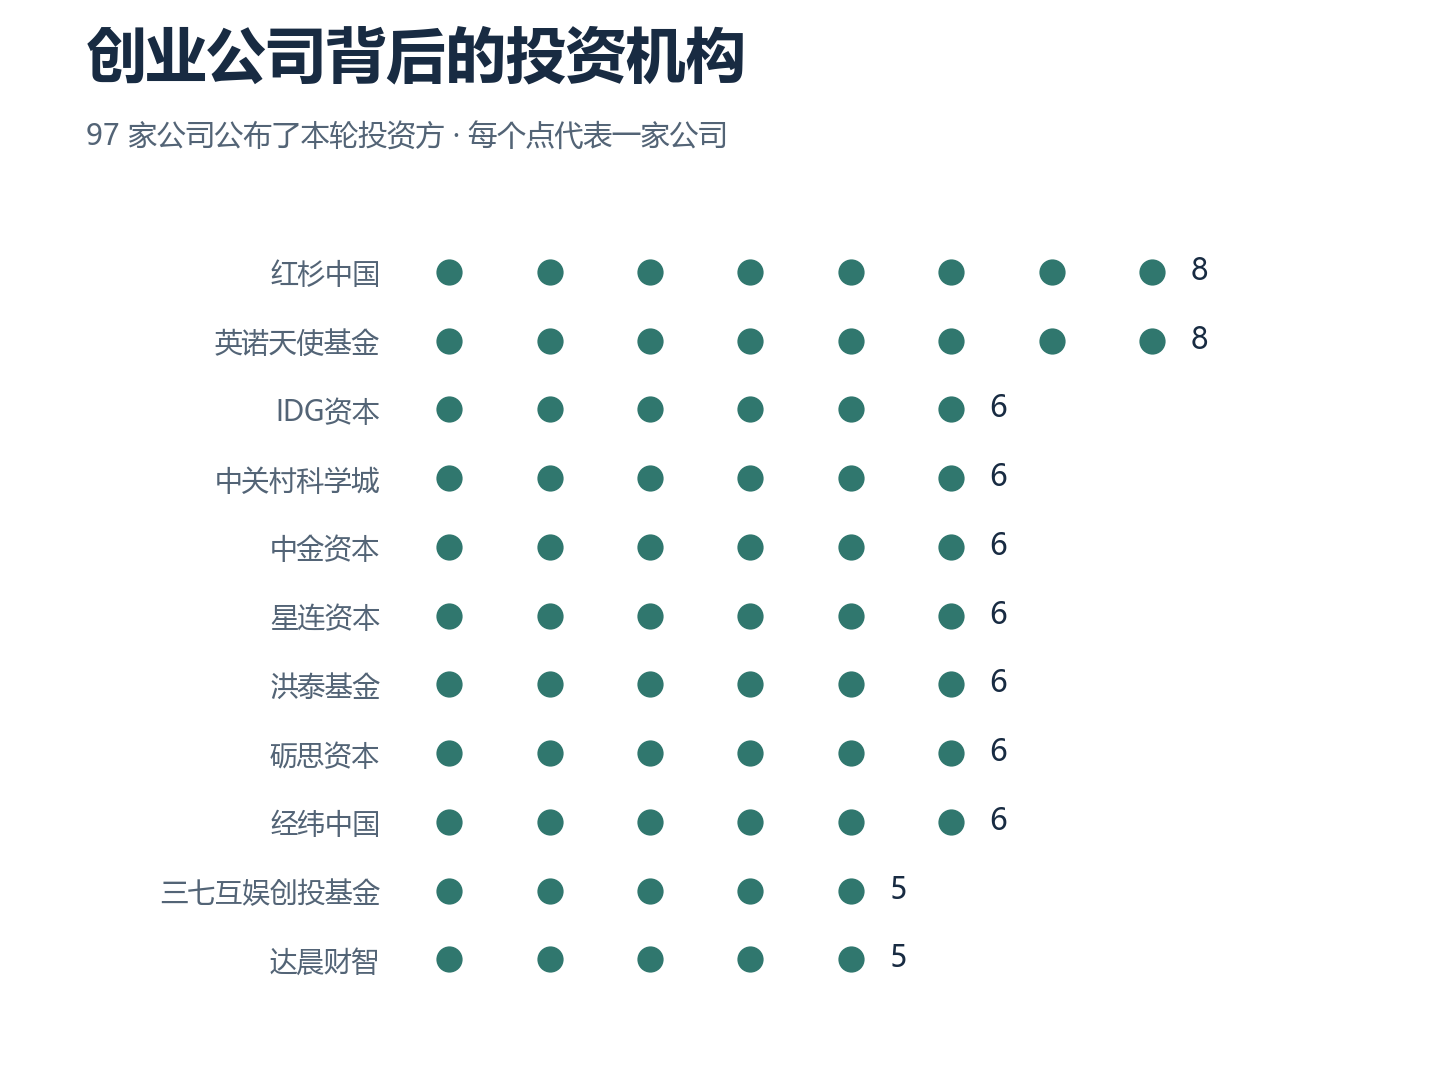 创业公司背后的投资机构
97 家公司公布了本轮投资方 · 每个点代表一家公司
红杉中国 8
英诺天使基金 8
IDG资本 6
中关村科学城 6
中金资本 6
星连资本 6
洪泰基金 6
砺思资本 6
经纬中国 6
三七互娱创投基金 5
达晨财智 5